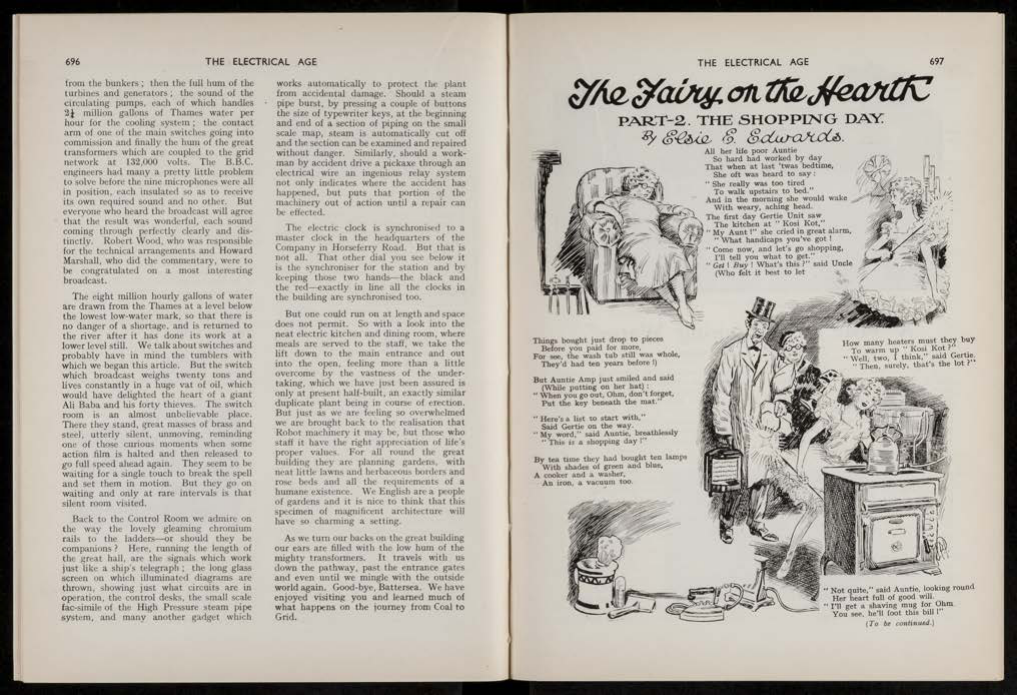 696
THE ELECTRICAL AGE
from the bunkers ; then the full hum of the
turbines and generators ; the sound of the
circulating pumps, each of which handles
2¼ million gallons of Thames water per
hour for the cooling system ; the contact
arm of one of the main switches going into
commission and finally the hum of the great
transformers which are coupled to the grid
network at 132,000 volts. The B.B.C.
engineers had many a pretty little problem
to solve before the nine microphones were all
in position, each insulated so as to receive
its own required sound and no other. But
everyone who heard the broadcast will agree
that the result was wonderful, each sound
coming through perfectly clearly and dis-
tinctly. Robert Wood, who was responsible
for the technical arrangements and Howard
Marshall, who did the commentary, were to
be congratulated on a most interesting
broadcast.
The eight million hourly gallons of water
are drawn from the Thames at a level below
the lowest low-water mark, so that there is
no danger of a shortage, and is returned to
the river after it has done its work at a
lower level still. We talk about switches and
probably have in mind the tumblers with
which we began this article. But the switch
which broadcast weighs twenty tons and
lives constantly in a huge vat of oil, which
would have delighted the heart of a giant
Ali Baba and his forty thieves. The switch
room is an almost unbelievable place.
There they stand, great masses of brass and
steel, utterly silent, unmoving, reminding
one of those curious moments when some
action film is halted and then released to
go full speed ahead again. They seem to be
waiting for a single touch to break the spell
and set them in motion. But they go on
waiting and only at rare intervals is that
silent room visited.
Back to the Control Room we admire on
the way the lovely gleaming chromium
rails to the ladders—or should they be
companions ? Here, running the length of
the great hall, are the signals which work
just like a ship's telegraph ; the long glass
screen on which illuminated diagrams are
thrown, showing just what circuits are in
operation, the control desks, the small scale
fac-simile of the High Pressure steam pipe
system, and many another gadget which
works automatically to protect the plant
from accidental damage. Should a steam
pipe burst, by pressing a couple of buttons
the size of typewriter keys, at the beginning
and end of a section of piping on the small
scale map, steam is automatically cut off
and the section can be examined and repaired
without danger. Similarly, should a work-
man by accident drive a pickaxe through an
electrical wire an ingenious relay system
not only indicates where the accident has
happened, but puts that portion of the
machinery out of action until a repair can
be effected.
The electric clock is synchronised to a
master clock in the headquarters of the
Company in Horseferry Road. But that is
not all. That other dial you see below it
is the synchroniser for the station and by
keeping those two hands—the black and
the red—exactly in line all the clocks in
the building are synchronised too.
But one could run on at length and space
does not permit. So with a look into the
neat electric kitchen and dining room, where
meals are served to the staff, we take the
lift down to the main entrance and out
into the open, feeling more than a little
overcome by the vastness of the under-
taking, which we have just been assured is
only at present half-built, an exactly similar
duplicate plant being in course of erection.
But just as we are feeling so overwhelmed
we are brought back to the realisation that
Robot machinery it may be, but those who
staff it have the right appreciation of life's
proper values. For all round the great
building they are planning gardens, with
neat little lawns and herbaceous borders and
rose beds and all the requirements of a
humane existence. We English are a people
of gardens and it is nice to think that this
specimen of magnificent architecture will
have so charming a setting.
As we turn our backs on the great building
our ears are filled with the low hum of the
mighty transformers. It travels with us
down the pathway, past the entrance gates
and even until we mingle with the outside
world again. Good-bye, Battersea. We have
enjoyed visiting you and learned much of
what happens on the journey from Coal to
Grid.
THE ELECTRICAL AGE
697
The Fairy on the Hearth
PART-2. THE SHOPPING DAY.
By Elsie E. Edwards.
All her life poor Auntie
So hard had worked by day
That when at last 'twas bedtime,
She oft was heard to say :
" She really was too tired
To walk upstairs to bed."
And in the morning she would wake
With weary, aching head.
The first day Gertie Unit saw
The kitchen at " Kosi Kot,"
" My Aunt !" she cried in great alarm,
" What handicaps you've got !
" Come now, and let's go shopping,
I'll tell you what to get."
" Get ! Buy ! What's this ?" said Uncle
(Who felt it best to let
Things bought just drop to pieces
Before you paid for more,
For see, the wash tub still was whole,
They'd had ten years before !)
But Auntie Amp just smiled and said
(While putting on her hat) :
" When you go out, Ohm, don't forget,
Put the key beneath the mat."
" Here's a list to start with,"
Said Gertie on the way.
" My word," said Auntie, breathlessly
" This is a shopping day !"
By tea time they had bought ten lamps
With shades of green and blue,
A cooker and a washer,
An iron, a vacuum too.
How many heaters must they buy
To warm up " Kosi Kot ?"
" Well, two, I think," said Gertie,
" Then, surely, that's the lot ?"
" Not quite," said Auntie, looking round
Her heart full of good will.
" I'll get a shaving mug for Ohm
You see, he'll foot this bill !"
(To be continued.)